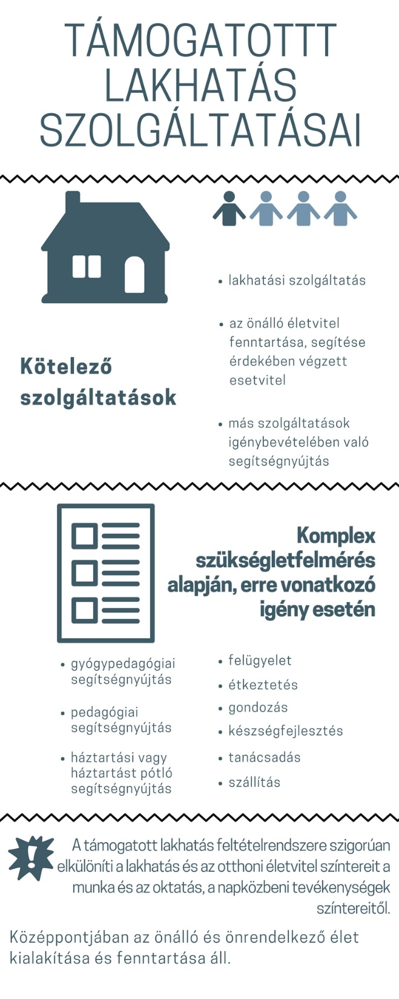 TÁMOGATOTTT
LAKHATÁS
SZOLGÁLTATÁSAI
Kötelező
szolgáltatások
• lakhatási szolgáltatás
• az önálló életvitel
fenntartása, segítése
érdekében végzett
esetvitel
• más szolgáltatások
igénybevételében való
segítségnyújtás
Komplex
szükségletfelmérés
alapján, erre vonatkozó
igény esetén
• gyógypedagógiai
segítségnyújtás
• pedagógiai
segítségnyújtás
• háztartási vagy
háztartást pótló
segítségnyújtás
• felügyelet
• étkeztetés
• gondozás
• készségfejlesztés
• tanácsadás
• szállítás
!
A támogatott lakhatás feltételrendszere szigorúan
elkülöníti a lakhatás és az otthoni életvitel színtereit a
munka és az oktatás, a napközbeni tevékenységek
színtereitől.
Középpontjában az önálló és önrendelkező élet
kialakítása és fenntartása áll.